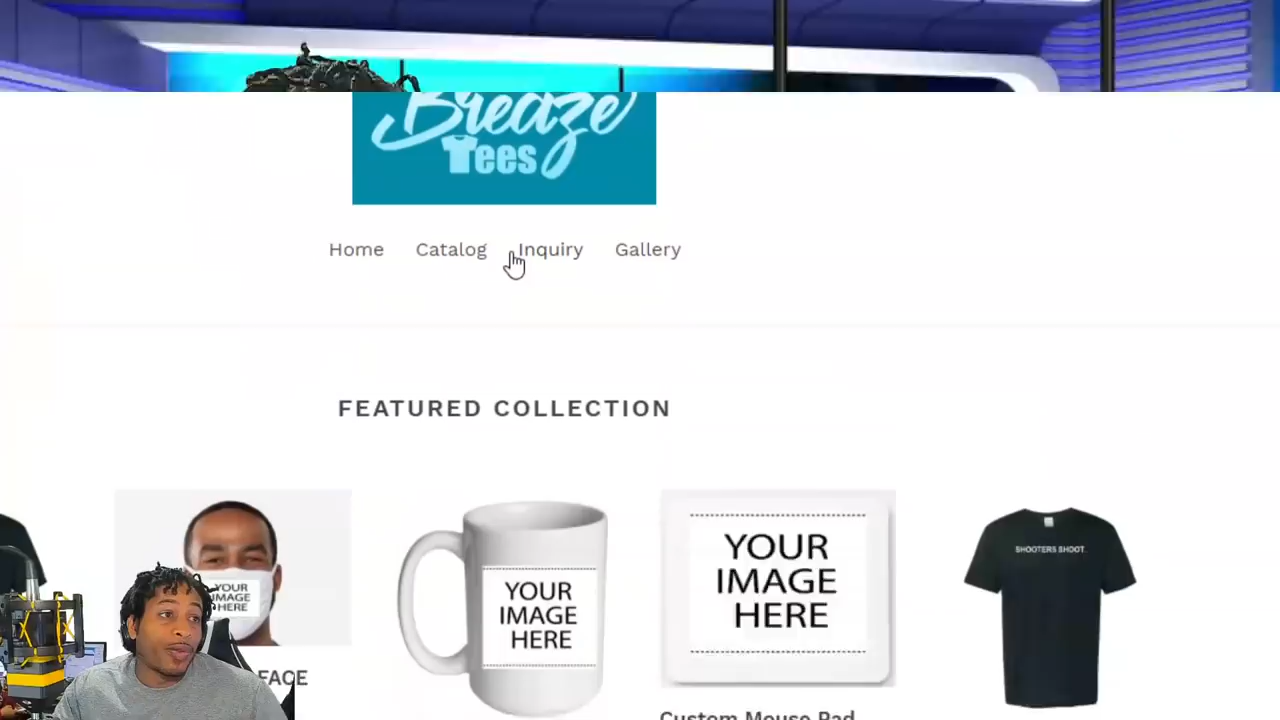 Breaze
Tees
Home Catalog Inquiry Gallery
FEATURED COLLECTION
YOUR
IMAGE
HERE
FACE
YOUR
IMAGE
HERE
YOUR
IMAGE
HERE
Custom Mouse Pad
SHOOTERS SHOOT.